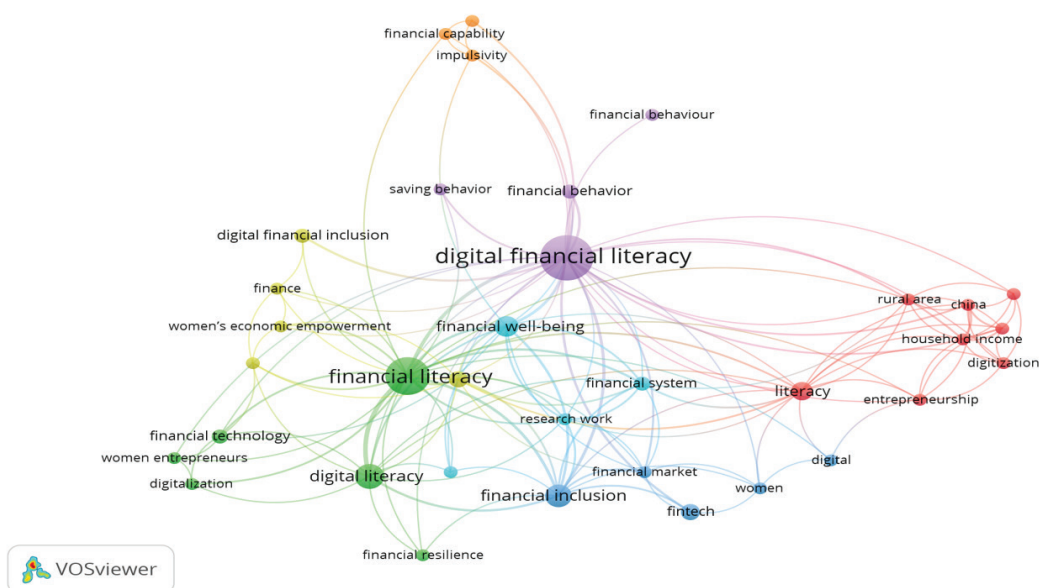 financial capability
impulsivity
financial behaviour
saving behavior
financial behavior
digital financial inclusion
digital financial literacy
finance
rural area
china
women's economic empowerment
financial well-being
household income
digitization
financial literacy
financial system
literacy
entrepreneurship
research work
financial technology
women entrepreneurs
digital
digitalization
digital literacy
financial market
women
financial inclusion
fintech
financial resilience
VOSviewer